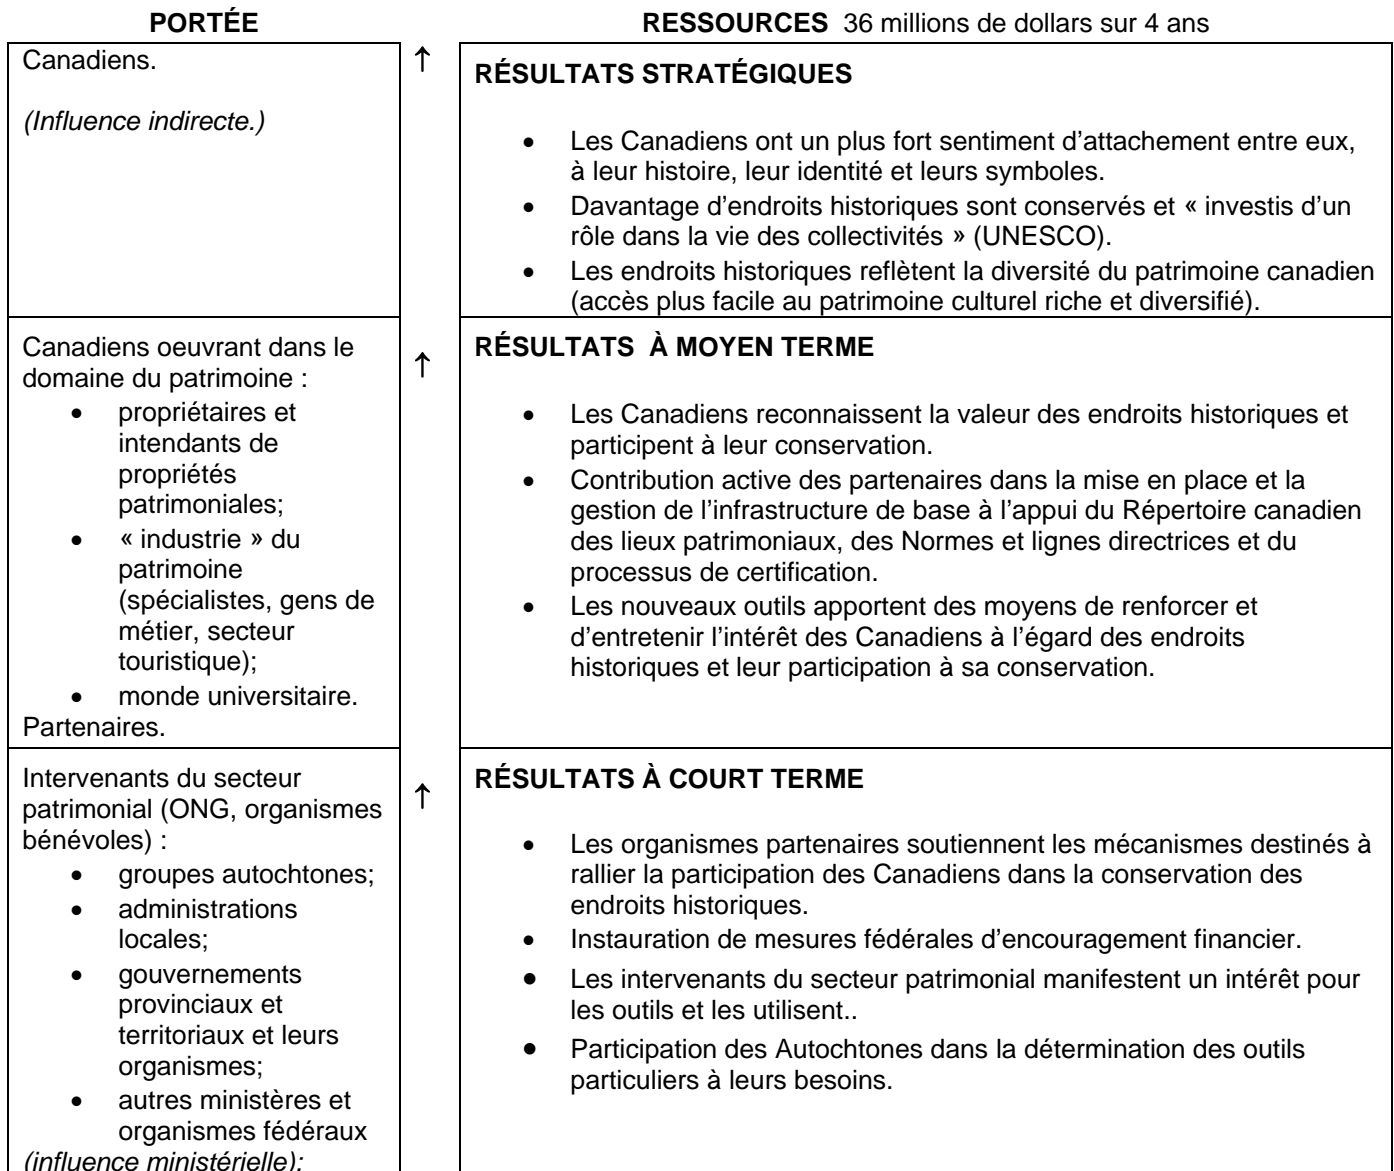 PORTÉE
RESSOURCES 36 millions de dollars sur 4 ans
Canadiens.
(Influence indirecte.)
↑
RÉSULTATS STRATÉGIQUES
• Les Canadiens ont un plus fort sentiment d’attachement entre eux,
à leur histoire, leur identité et leurs symboles.
• Davantage d’endroits historiques sont conservés et « investis d’un
rôle dans la vie des collectivités » (UNESCO).
• Les endroits historiques reflètent la diversité du patrimoine canadien
(accès plus facile au patrimoine culturel riche et diversifié).
Canadiens oeuvrant dans le
domaine du patrimoine :
• propriétaires et
intendants de
propriétés
patrimoniales;
• « industrie » du
patrimoine
(spécialistes, gens de
métier, secteur
touristique);
• monde universitaire.
Partenaires.
↑
RÉSULTATS À MOYEN TERME
• Les Canadiens reconnaissent la valeur des endroits historiques et
participent à leur conservation.
• Contribution active des partenaires dans la mise en place et la
gestion de l’infrastructure de base à l’appui du Répertoire canadien
des lieux patrimoniaux, des Normes et lignes directrices et du
processus de certification.
• Les nouveaux outils apportent des moyens de renforcer et
d’entretenir l’intérêt des Canadiens à l’égard des endroits
historiques et leur participation à sa conservation.
Intervenants du secteur
patrimonial (ONG, organismes
bénévoles) :
• groupes autochtones;
• administrations
locales;
• gouvernements
provinciaux et
territoriaux et leurs
organismes;
• autres ministères et
organismes fédéraux
(influence ministérielle);
↑
RÉSULTATS À COURT TERME
• Les organismes partenaires soutiennent les mécanismes destinés à
rallier la participation des Canadiens dans la conservation des
endroits historiques.
• Instauration de mesures fédérales d’encouragement financier.
• Les intervenants du secteur patrimonial manifestent un intérêt pour
les outils et les utilisent..
• Participation des Autochtones dans la détermination des outils
particuliers à leurs besoins.